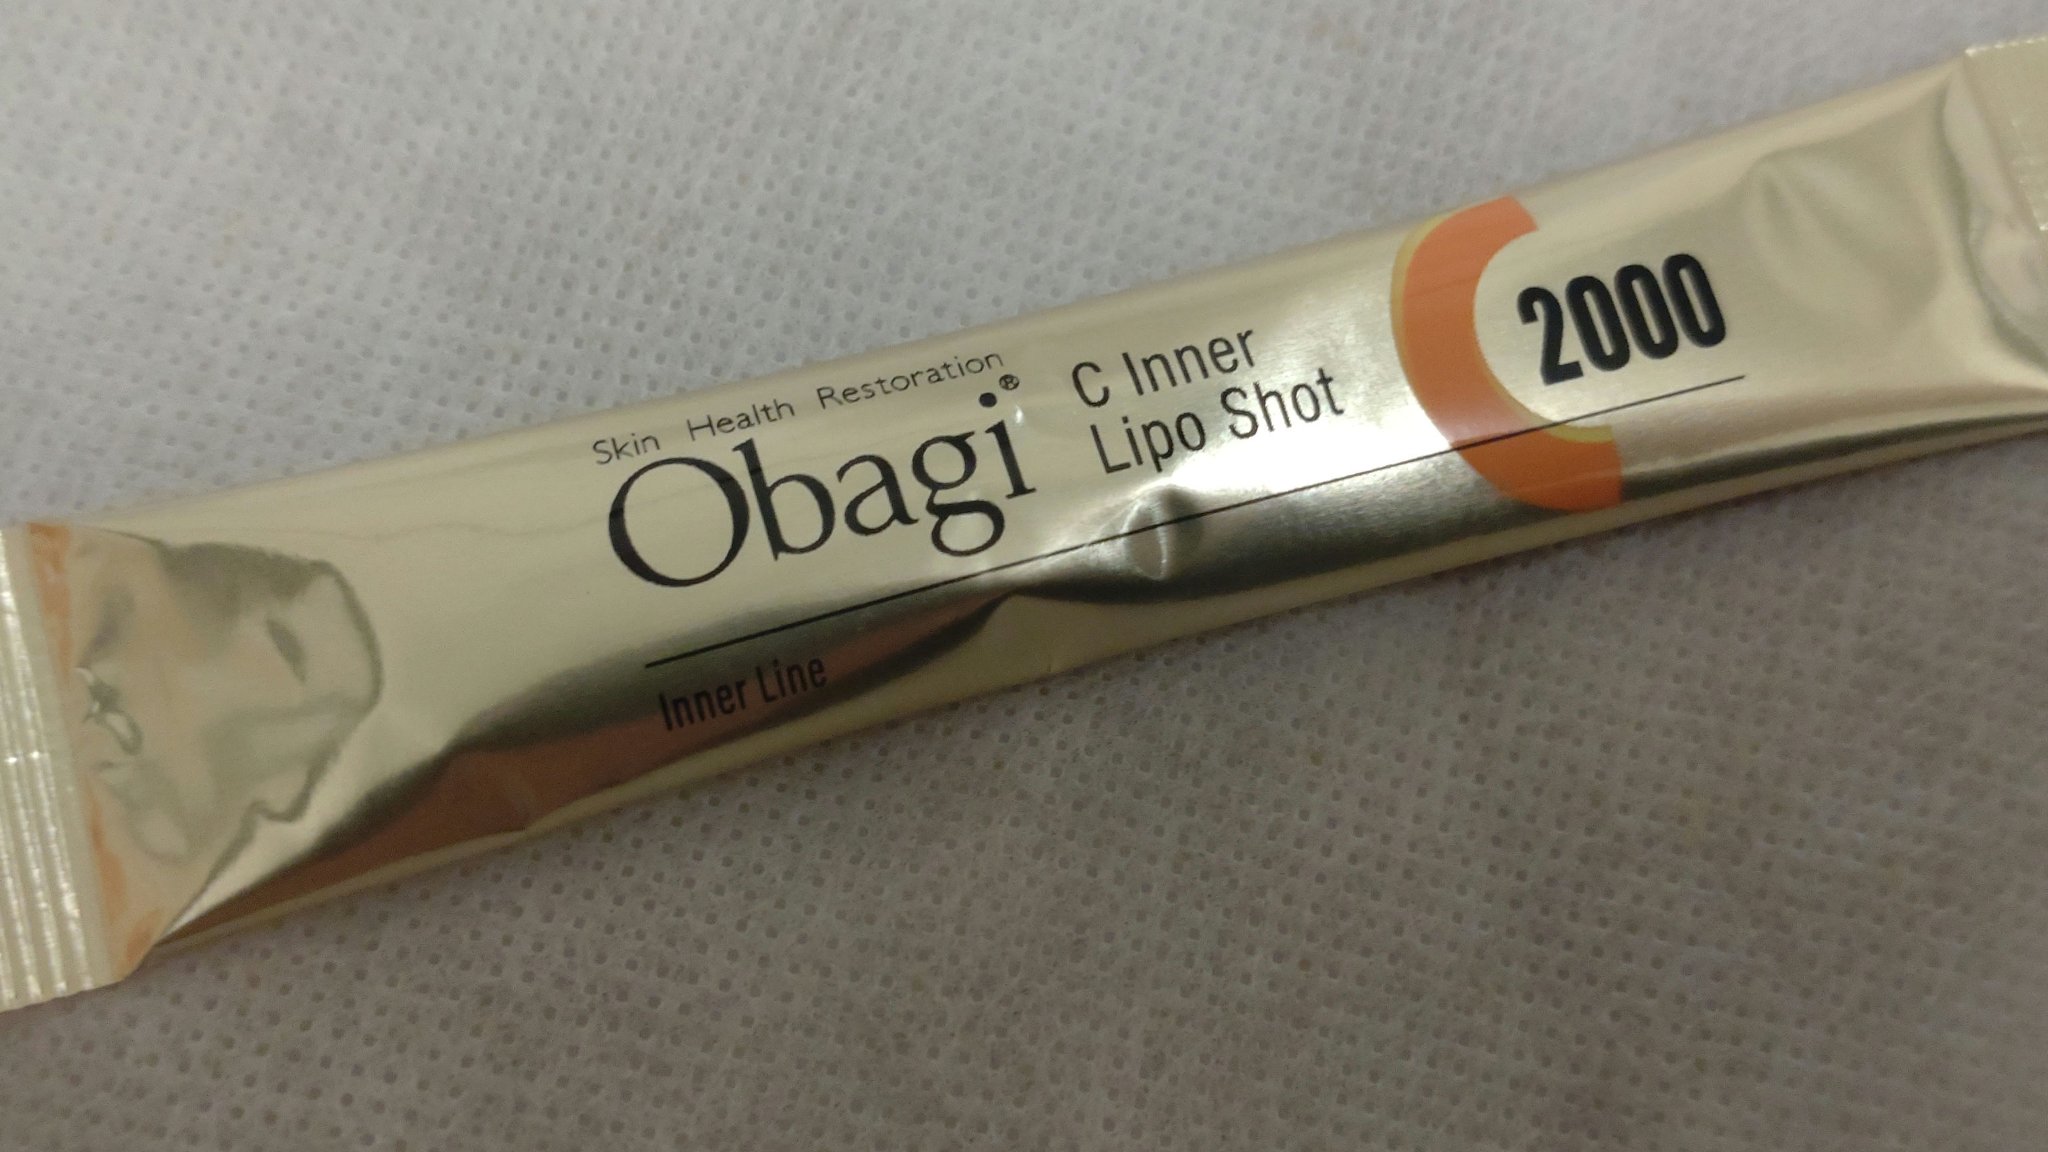 Skin Health Restoration
Obagi®
C Inner
Lipo Shot
C 2000
Inner Line